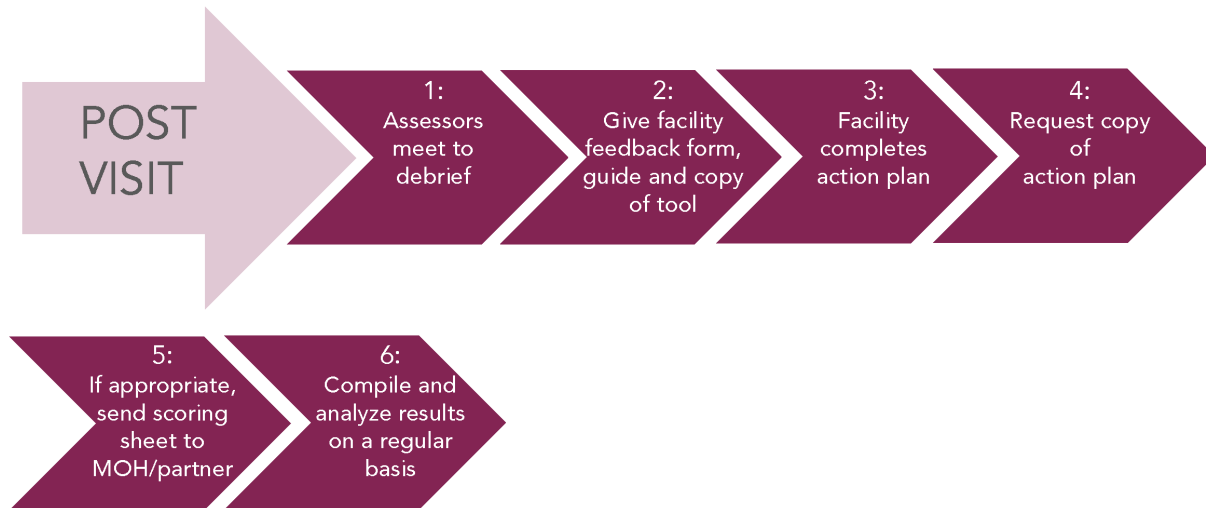 POST
VISIT
1:
Assessors
meet to
debrief
2:
Give facility
feedback form,
guide and copy
of tool
3:
Facility
completes
action plan
4:
Request copy
of
action plan
5:
If appropriate,
send scoring
sheet to
MOH/partner
6:
Compile and
analyze results
on a regular
basis